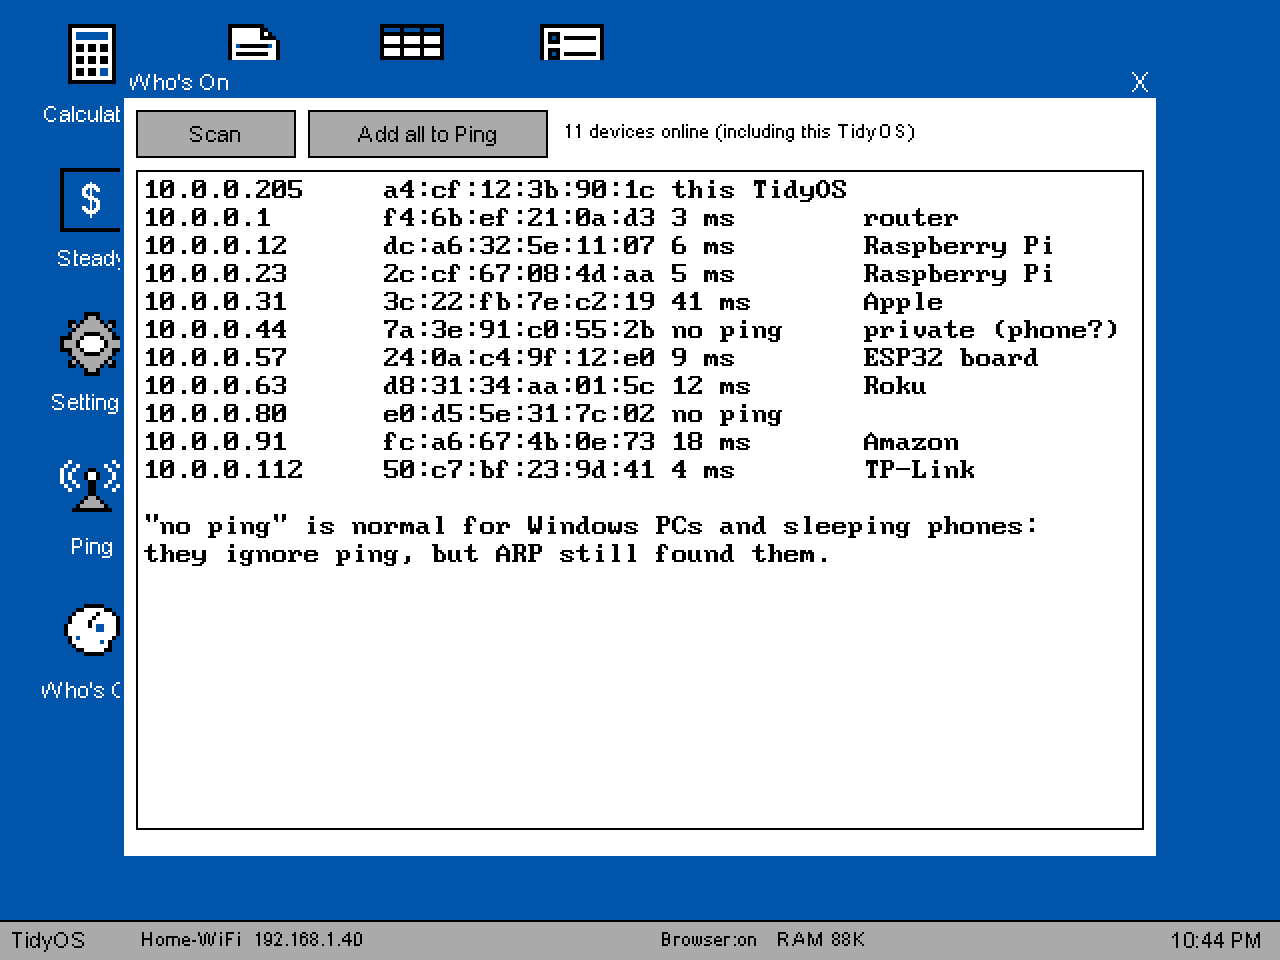 Who's On X
Calculat
Scan Add all to Ping 11 devices online (including this TidyOS)
10.0.0.205 a4:cf:12:3b:90:1c this TidyOS
10.0.0.1 f4:6b:ef:21:0a:d3 3 ms router
$
10.0.0.12 dc:a6:32:5e:11:07 6 ms Raspberry Pi
Steady
10.0.0.23 2c:cf:67:08:4d:aa 5 ms Raspberry Pi
10.0.0.31 3c:22:fb:7e:c2:19 41 ms Apple
10.0.0.44 7a:3e:91:c0:55:2b no ping private (phone?)
10.0.0.57 24:0a:c4:9f:12:e0 9 ms ESP32 board
10.0.0.63 d8:31:34:aa:01:5c 12 ms Roku
Setting
10.0.0.80 e0:d5:5e:31:7c:02 no ping
10.0.0.91 fc:a6:67:4b:0e:73 18 ms Amazon
10.0.0.112 50:c7:bf:23:9d:41 4 ms TP-Link
"no ping" is normal for Windows PCs and sleeping phones:
they ignore ping, but ARP still found them.
Ping
Who's O
TidyOS Home-WiFi 192.168.1.40 Browser:on RAM 88K 10:44 PM